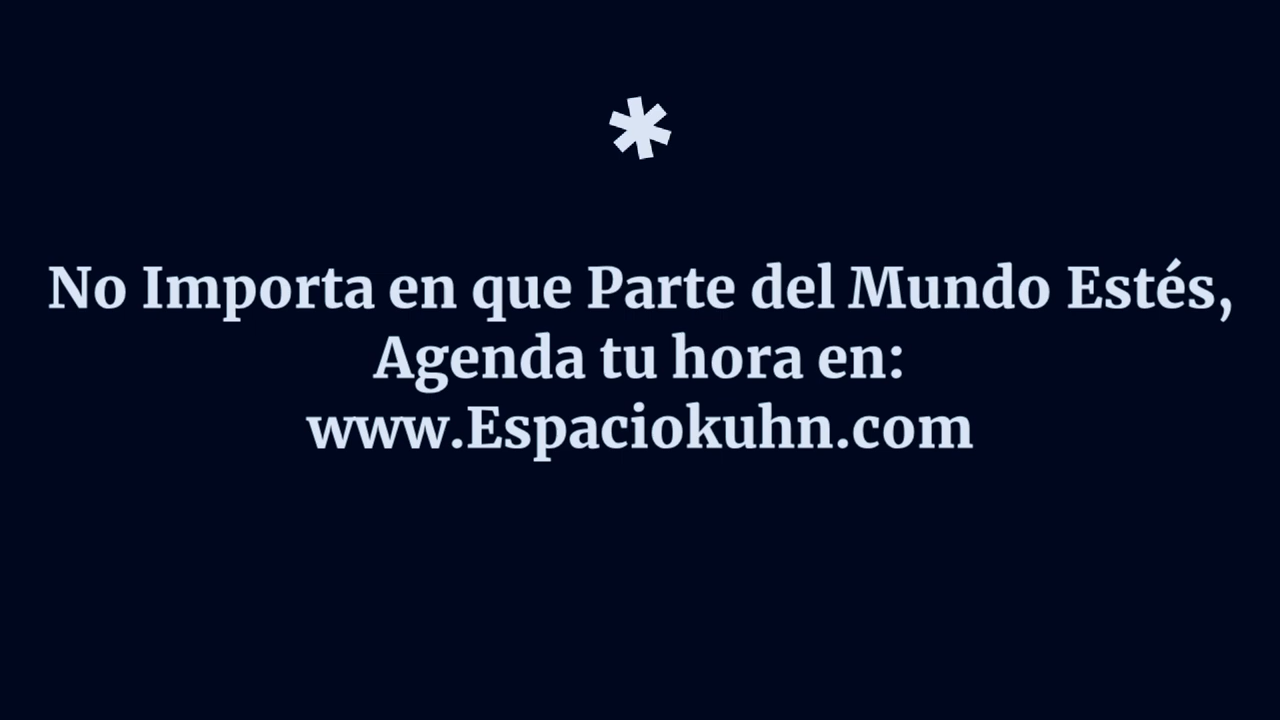 *
No Importa en que Parte del Mundo Estés,
Agenda tu hora en:
www.Espaciokuhn.com